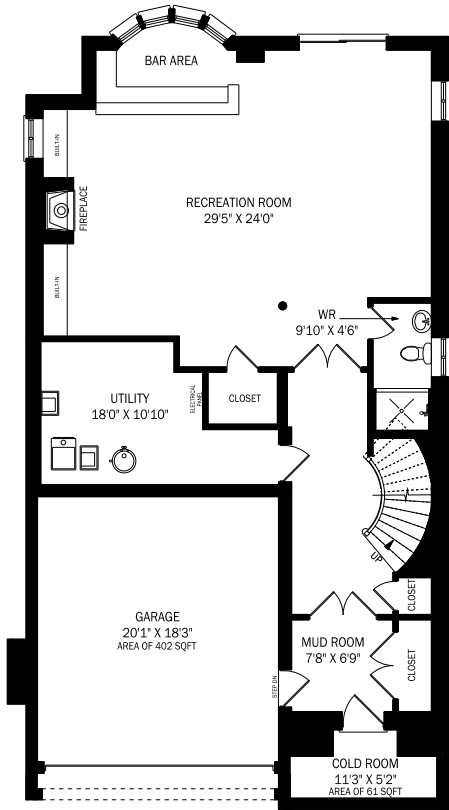 BAR AREA
BUILT-IN
FIREPLACE
RECREATION ROOM
29'5" X 24'0"
BUILT-IN
WR
9'10" X 4'6"
UTILITY
18'0" X 10'10"
ELECTRICAL
PANEL
CLOSET
UP
CLOSET
GARAGE
20'1" X 18'3"
AREA OF 402 SQFT
MUD ROOM
7'8" X 6'9"
CLOSET
STEP DN
COLD ROOM
11'3" X 5'2"
AREA OF 61 SQFT